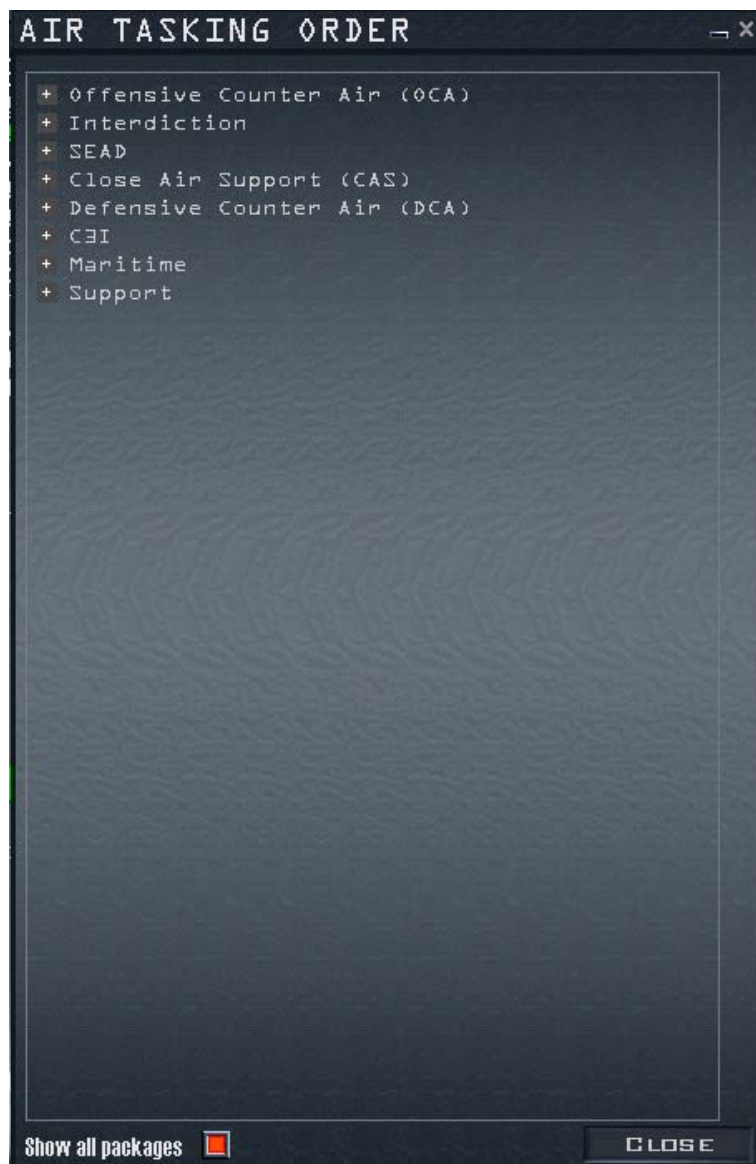 AIR TASKING ORDER
Offensive Counter Air (OCA)
Interdiction
SEAD
Close Air Support (CAS)
Defensive Counter Air (DCA)
C3I
Maritime
Support
Show all packages
CLOSE